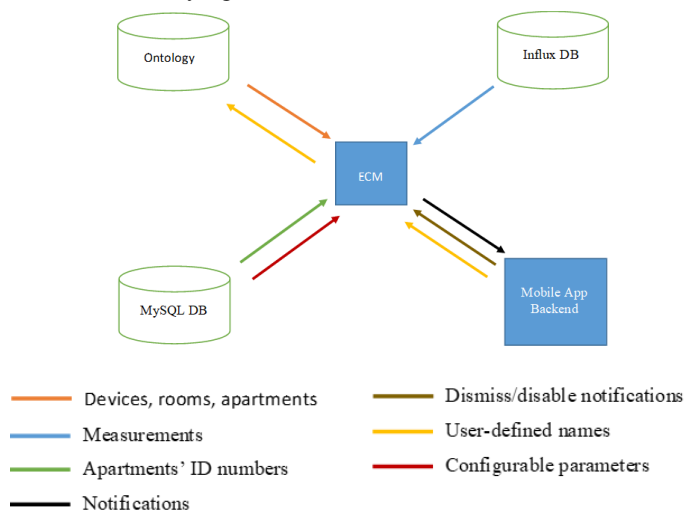 Ontology
Influx DB
ECM
MySQL DB
Mobile App
Backend
Devices, rooms, apartments
Measurements
Apartments’ ID numbers
Notifications
Dismiss/disable notifications
User-defined names
Configurable parameters